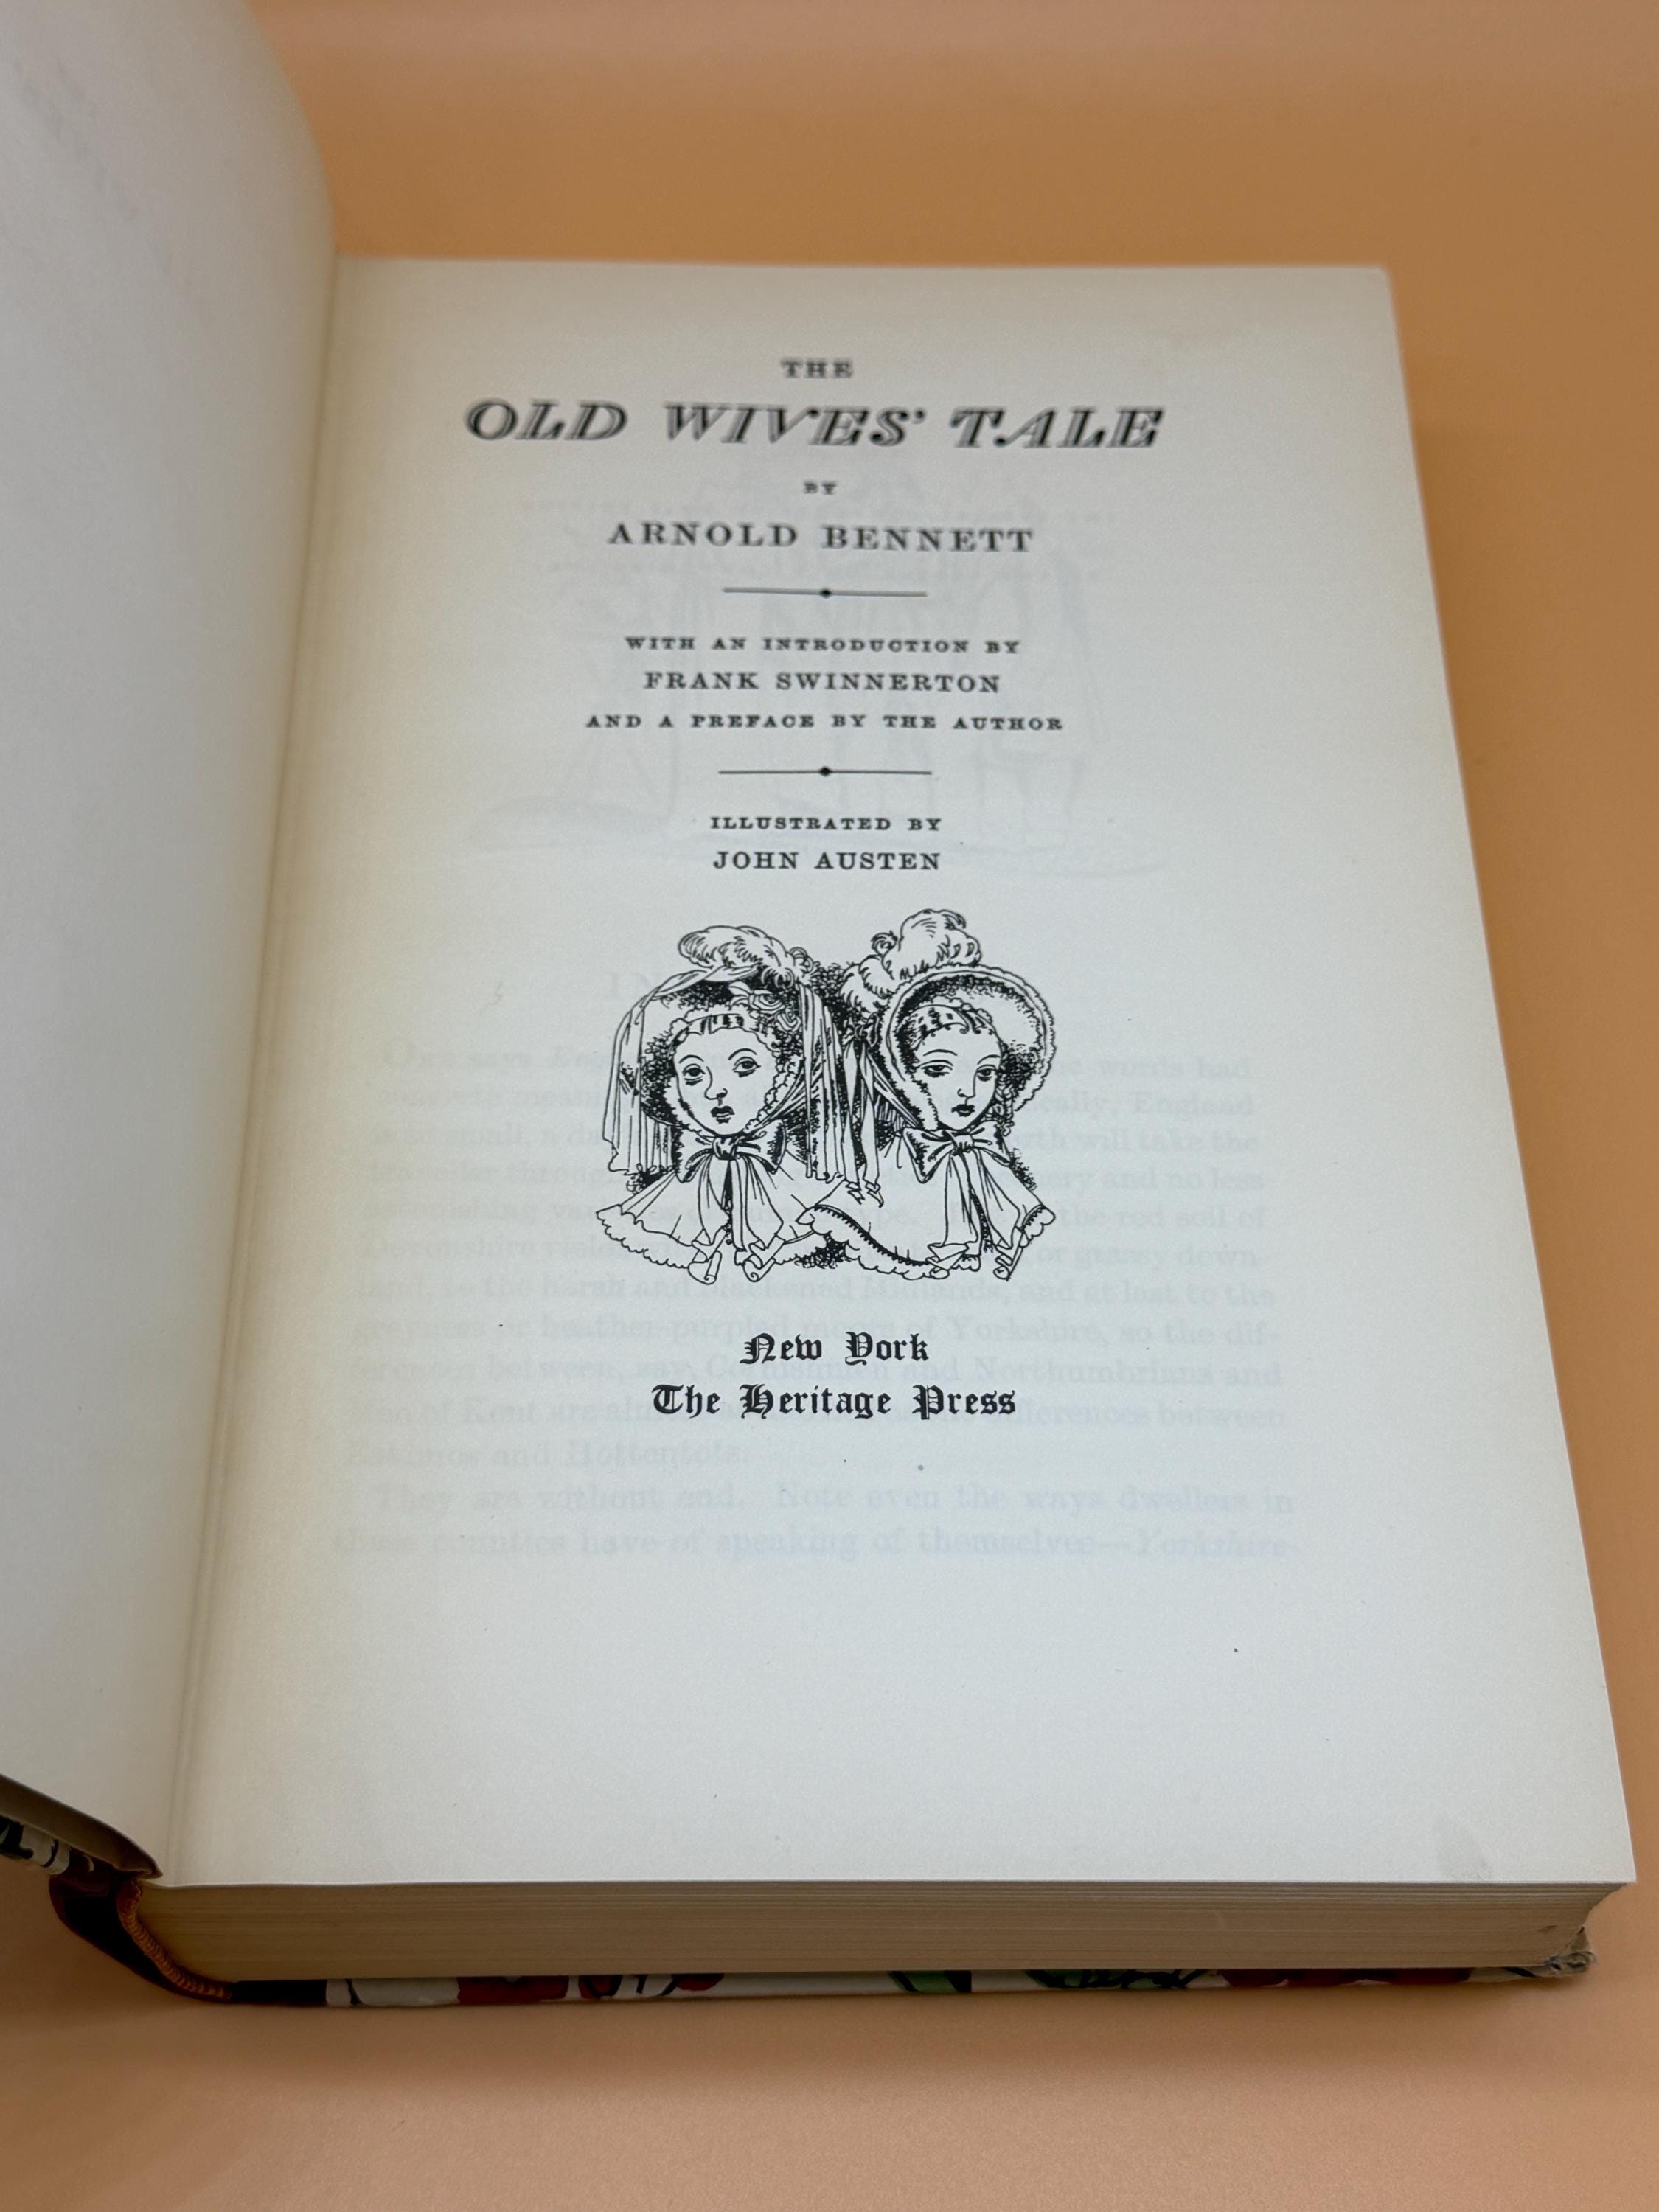 THE
OLD WIVES' TALE
BY
ARNOLD BENNETT
WITH AN INTRODUCTION BY
FRANK SWINNERTON
AND A PREFACE BY THE AUTHOR
ILLUSTRATED BY
JOHN AUSTEN
New York
The Heritage Press